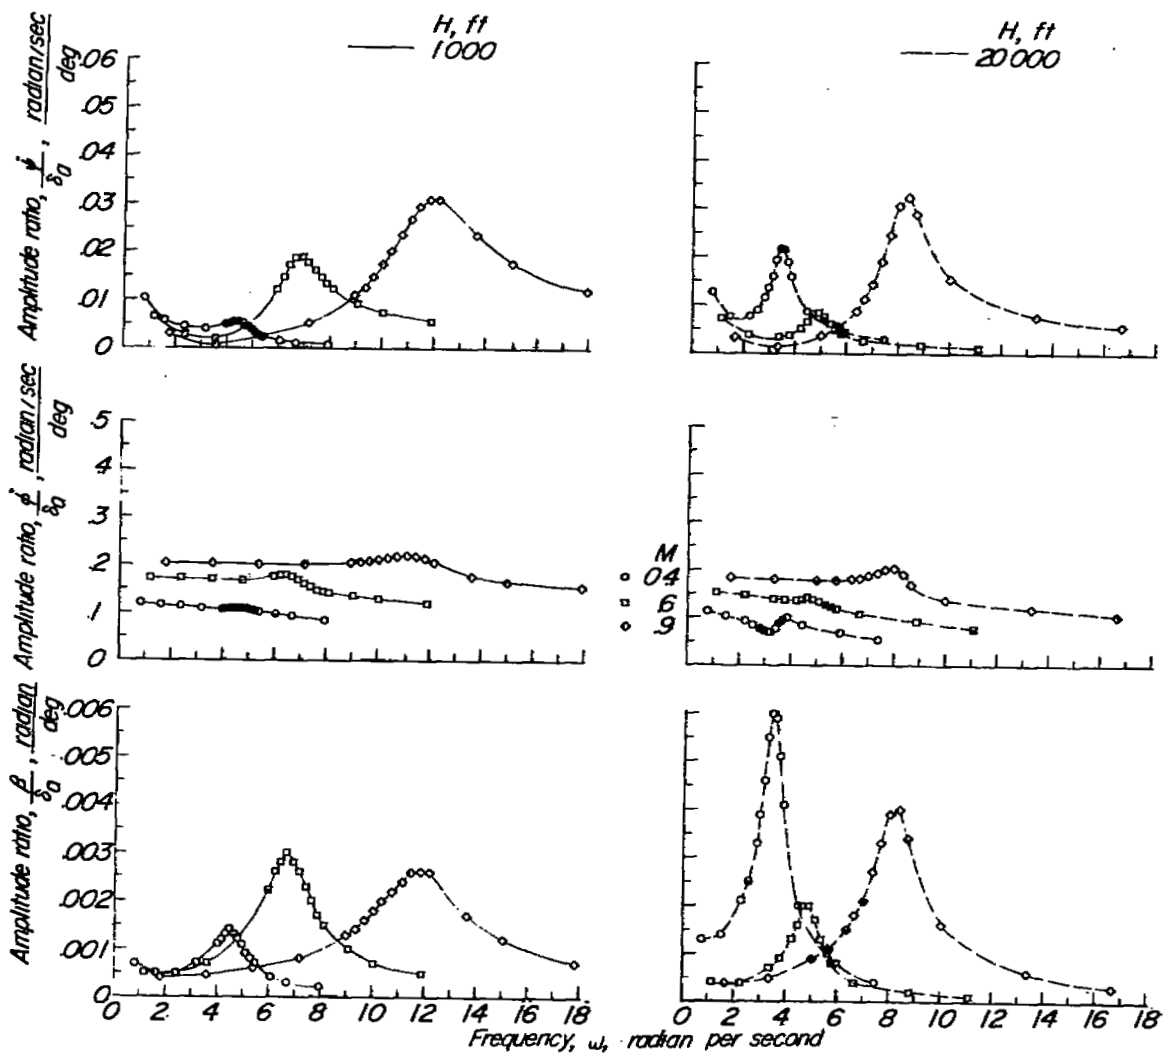 H, ft
1000
H, ft
20000
Amplitude ratio, ψ̇/δa, radian/sec/deg
.06
.05
.04
.03
.02
.01
0
Amplitude ratio, φ̇/δa, radian/sec/deg
.5
.4
.3
.2
.1
0
M
0.4
.6
.9
Amplitude ratio, β/δa, radian/deg
.006
.005
.004
.003
.002
.001
0
0 2 4 6 8 10 12 14 16 18
0 2 4 6 8 10 12 14 16 18
Frequency, ω, radian per second